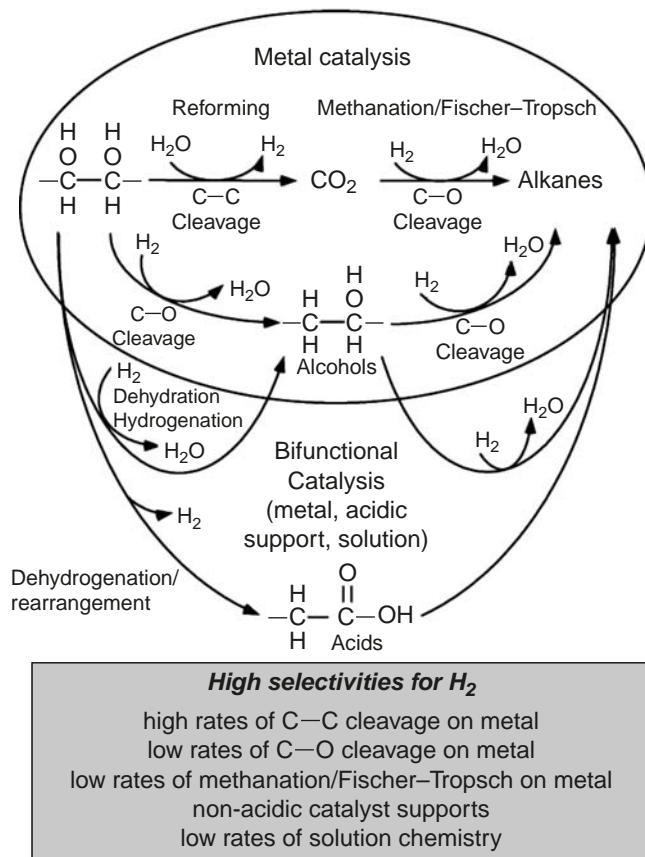 Metal catalysis
Reforming
Methanation/Fischer–Tropsch
H H
O O
—C—C—
H H
H₂O
H₂
C—C
Cleavage
CO₂
H₂
H₂O
C—O
Cleavage
Alkanes
H₂
H₂O
C—O
Cleavage
H
H O
—C—C—
H H
Alcohols
H₂
H₂O
C—O
Cleavage
H₂
Dehydration
Hydrogenation
H₂O
H₂
H₂O
Bifunctional
Catalysis
(metal, acidic
support, solution)
H₂
Dehydrogenation/
rearrangement
H O
—C—C—OH
H
Acids
High selectivities for H₂
high rates of C—C cleavage on metal
low rates of C—O cleavage on metal
low rates of methanation/Fischer–Tropsch on metal
non-acidic catalyst supports
low rates of solution chemistry